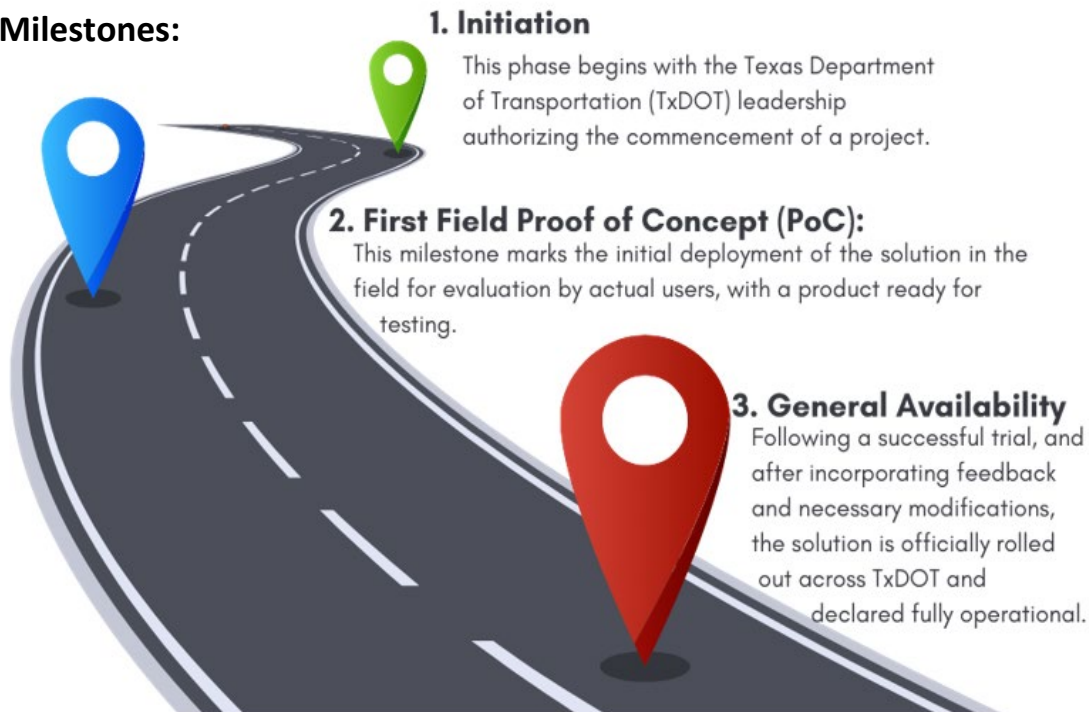 Milestones:
1. Initiation
This phase begins with the Texas Department
of Transportation (TxDOT) leadership
authorizing the commencement of a project.
2. First Field Proof of Concept (PoC):
This milestone marks the initial deployment of the solution in the
field for evaluation by actual users, with a product ready for
testing.
3. General Availability
Following a successful trial, and
after incorporating feedback
and necessary modifications,
the solution is officially rolled
out across TxDOT and
declared fully operational.